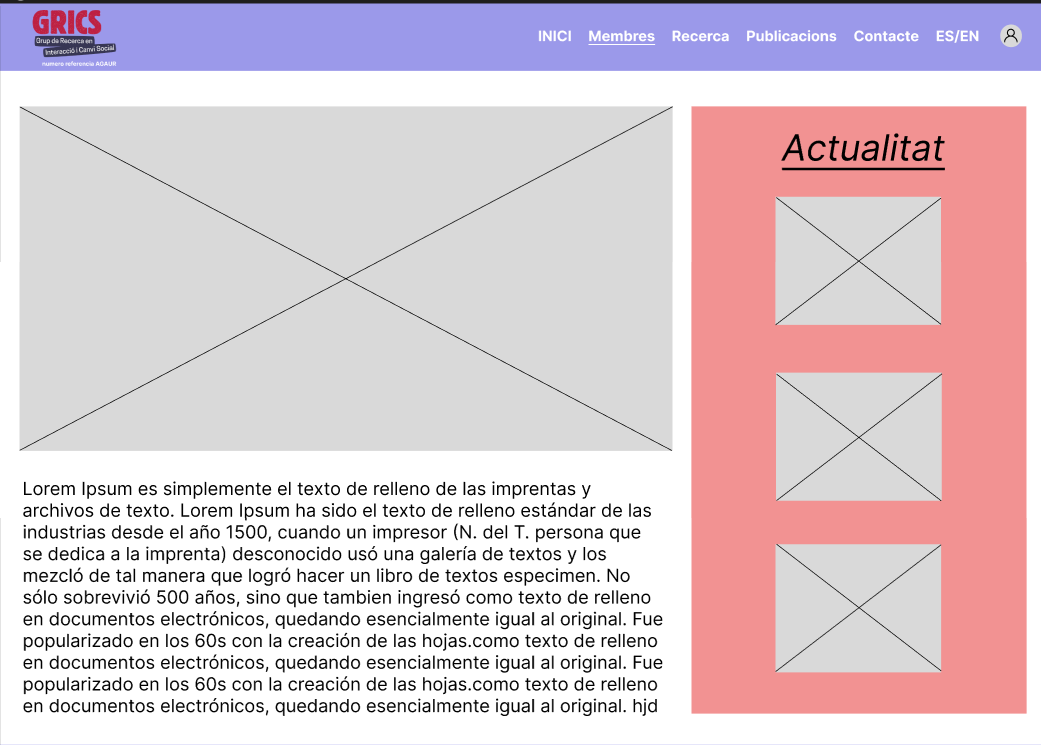 GRICS
Grup de Recerca en
Interacció i Canvi Social
numero referencia AGAUR
INICI Membres Recerca Publicacions Contacte ES/EN
Actualitat
Lorem Ipsum es simplemente el texto de relleno de las imprentas y
archivos de texto. Lorem Ipsum ha sido el texto de relleno estándar de las
industrias desde el año 1500, cuando un impresor (N. del T. persona que
se dedica a la imprenta) desconocido usó una galería de textos y los
mezcló de tal manera que logró hacer un libro de textos especimen. No
sólo sobrevivió 500 años, sino que tambien ingresó como texto de relleno
en documentos electrónicos, quedando esencialmente igual al original. Fue
popularizado en los 60s con la creación de las hojas.como texto de relleno
en documentos electrónicos, quedando esencialmente igual al original. Fue
popularizado en los 60s con la creación de las hojas.como texto de relleno
en documentos electrónicos, quedando esencialmente igual al original. hjd